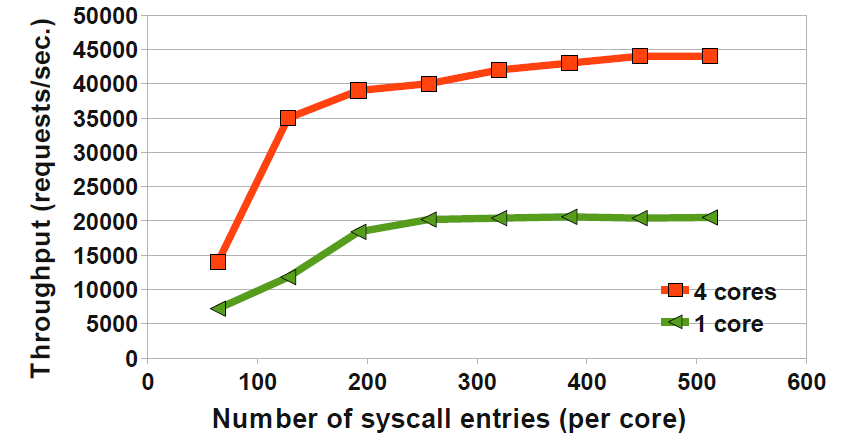 Throughput (requests/sec.)
50000
45000
40000
35000
30000
25000
20000
15000
10000
5000
0
4 cores
1 core
0 100 200 300 400 500 600
Number of syscall entries (per core)